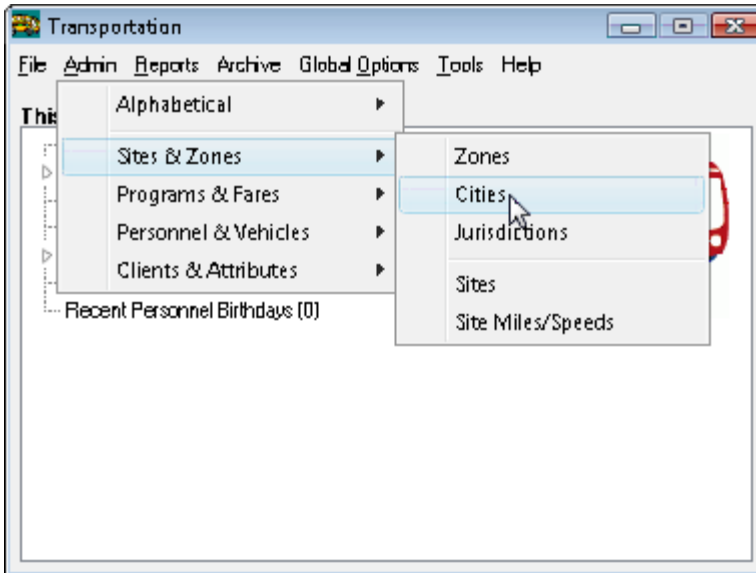 Transportation
File Admin Reports Archive Global Options Tools Help
This
Alphabetical
Sites & Zones
Programs & Fares
Personnel & Vehicles
Clients & Attributes
Zones
Cities
Jurisdictions
Sites
Site Miles/Speeds
Recent Personnel Birthdays (0)